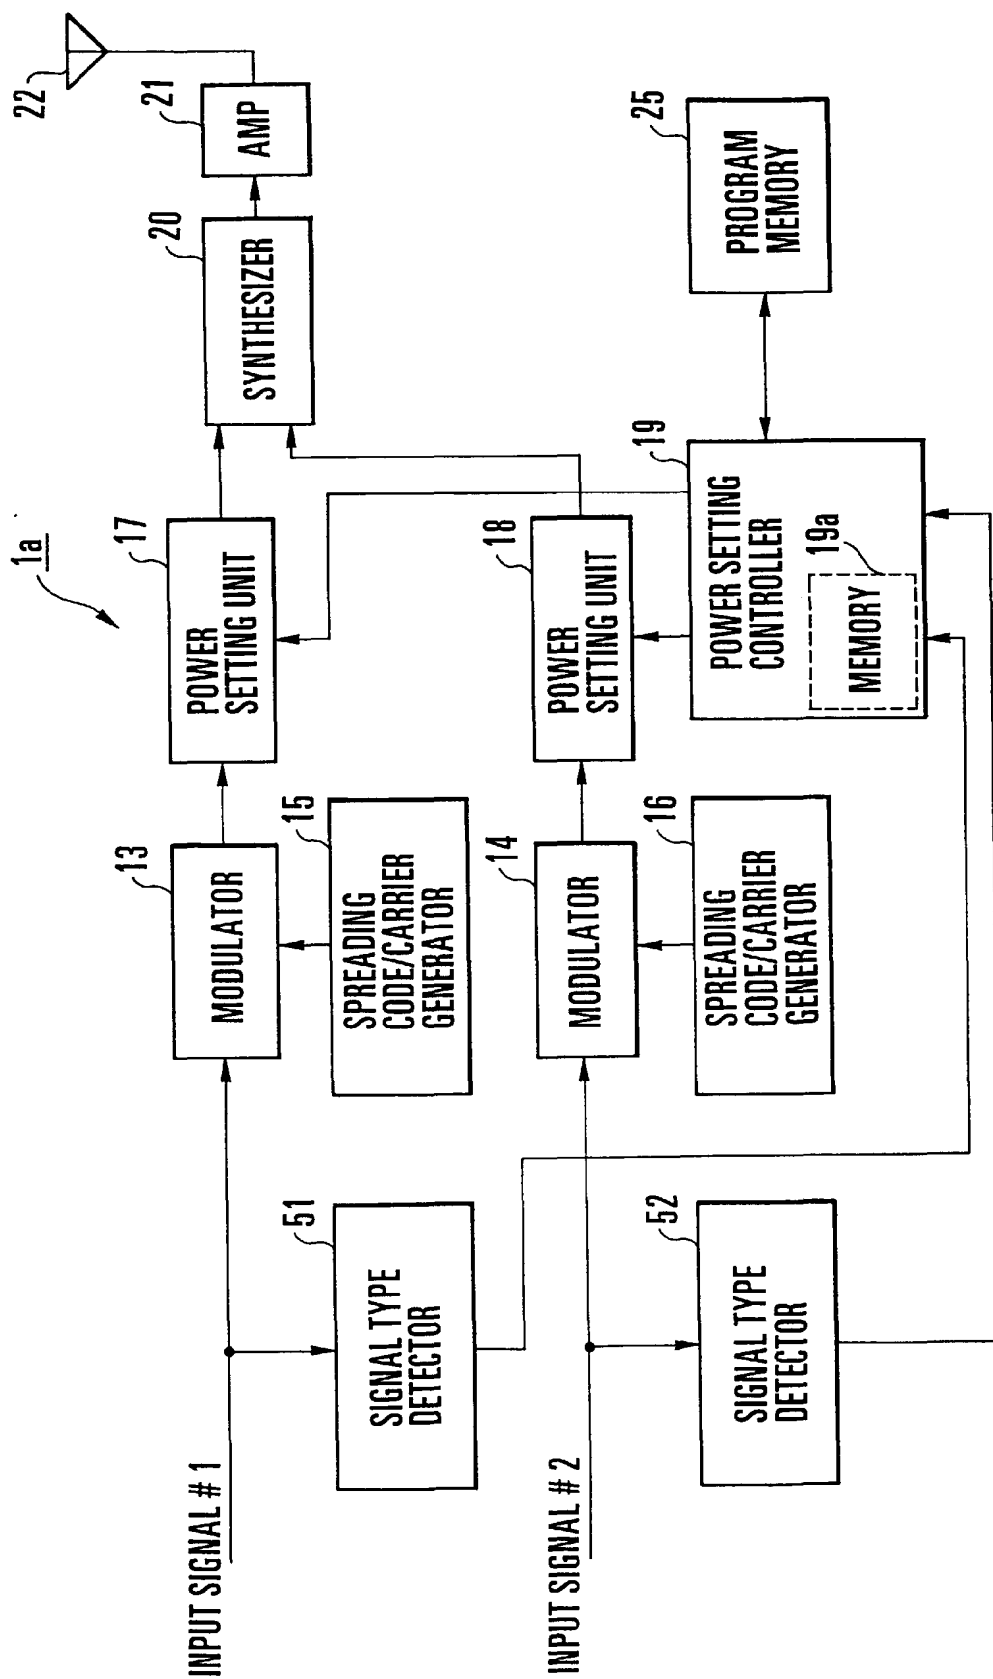 1a
INPUT SIGNAL #1
13
MODULATOR
17
POWER
SETTING UNIT
20
SYNTHESIZER
21
AMP
22
51
SIGNAL TYPE
DETECTOR
15
SPREADING
CODE/CARRIER
GENERATOR
INPUT SIGNAL #2
14
MODULATOR
18
POWER
SETTING UNIT
52
SIGNAL TYPE
DETECTOR
16
SPREADING
CODE/CARRIER
GENERATOR
19
POWER SETTING
CONTROLLER
19a
MEMORY
25
PROGRAM
MEMORY